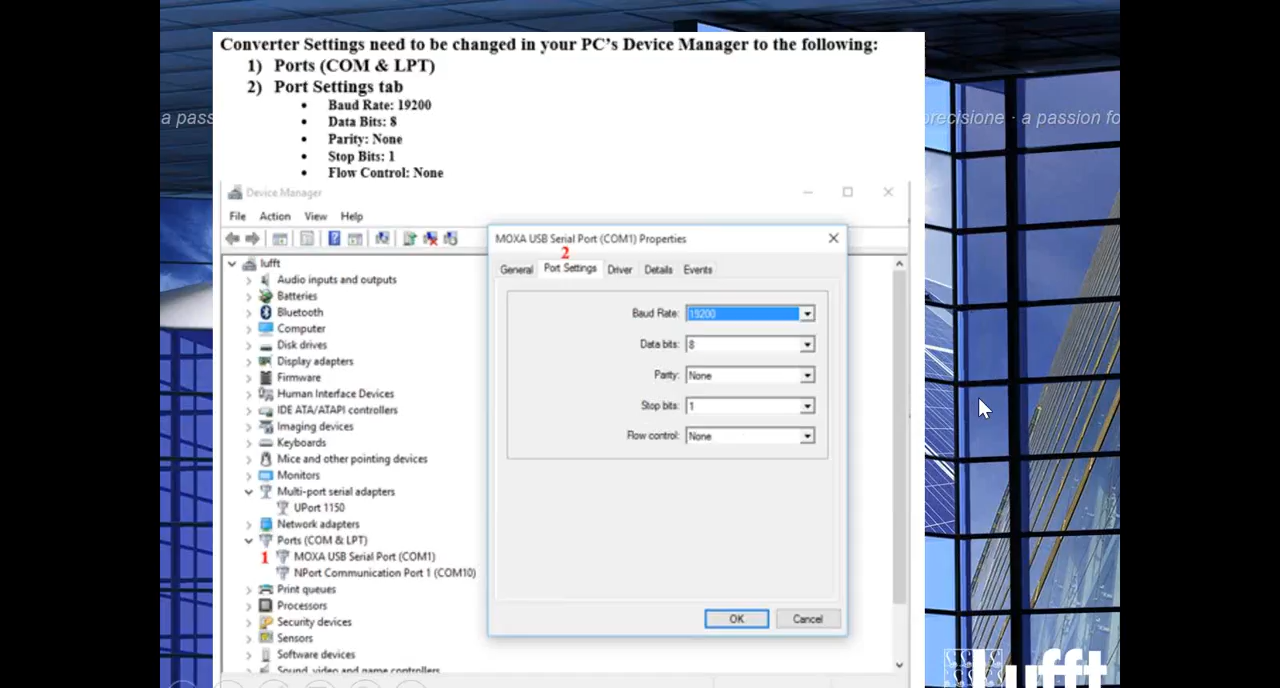 Converter Settings need to be changed in your PC's Device Manager to the following:
1) Ports (COM & LPT)
2) Port Settings tab
• Baud Rate: 19200
• Data Bits: 8
• Parity: None
• Stop Bits: 1
• Flow Control: None
a pass
precisione · a passion fo
Device Manager
File Action View Help
lufft
Audio inputs and outputs
Batteries
Bluetooth
Computer
Disk drives
Display adapters
Firmware
Human Interface Devices
IDE ATA/ATAPI controllers
Imaging devices
Keyboards
Mice and other pointing devices
Monitors
Multi-port serial adapters
UPort 1150
Network adapters
Ports (COM & LPT)
1 MOXA USB Serial Port (COM1)
NPort Communication Port 1 (COM10)
Print queues
Processors
Security devices
Sensors
Software devices
Sound, video and game controllers
MOXA USB Serial Port (COM1) Properties
2
General Port Settings Driver Details Events
Baud Rate: 19200
Data bits: 8
Parity: None
Stop bits: 1
Flow control: None
OK Cancel
Lufft